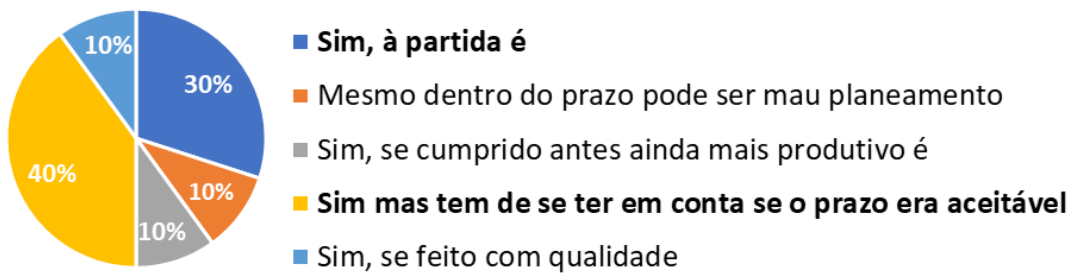 10%
30%
40%
10%
10%
Sim, à partida é
Mesmo dentro do prazo pode ser mau planeamento
Sim, se cumprido antes ainda mais produtivo é
Sim mas tem de se ter em conta se o prazo era aceitável
Sim, se feito com qualidade